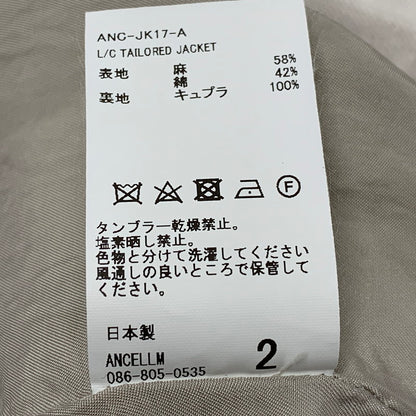 ANC-JK17-A
L/C TAILORED JACKET
表地 麻 58%
綿 42%
裏地 キュプラ 100%
F
タンブラー乾燥禁止。
塩素晒し禁止。
色物と分けて洗濯してください
風通しの良いところで保管して
ください。
日本製
ANCELLM 2
086-805-0535